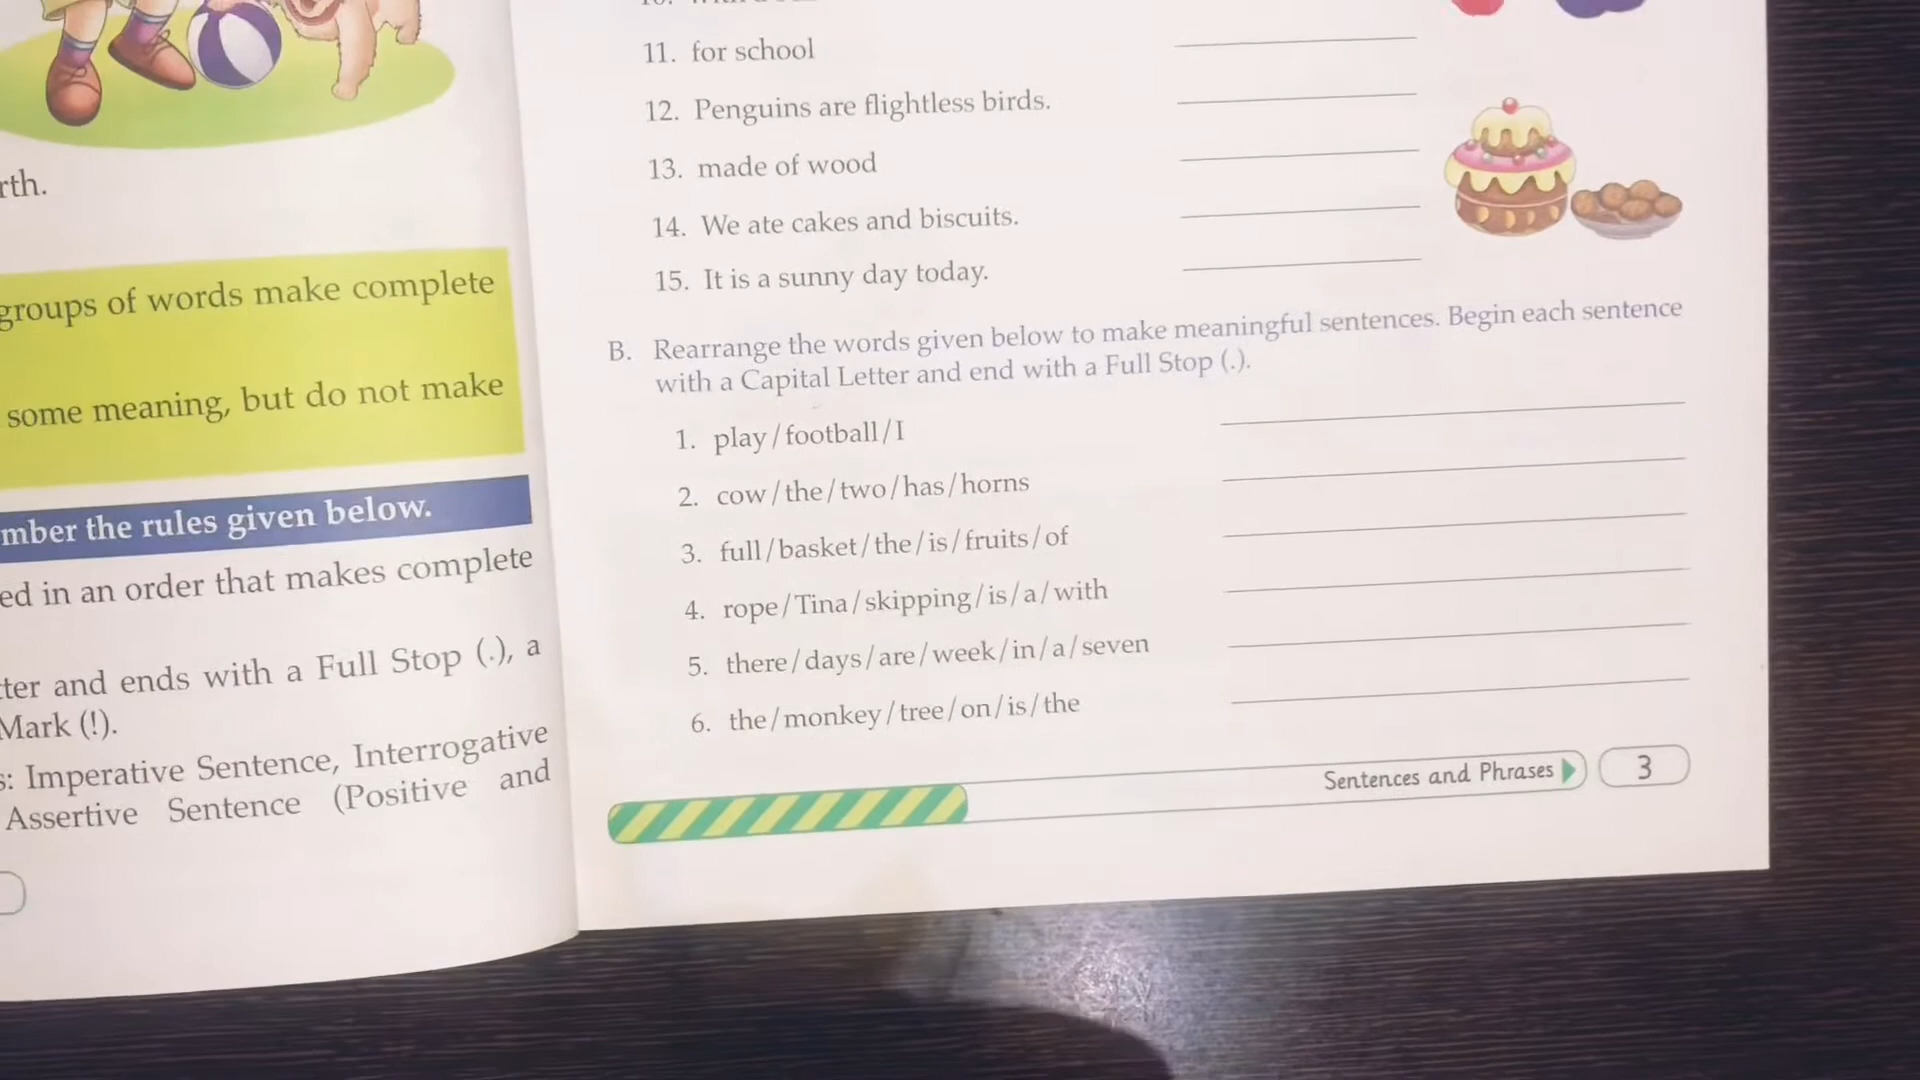 rth.
groups of words make complete
some meaning, but do not make
mber the rules given below.
ed in an order that makes complete
ter and ends with a Full Stop (.), a
Mark (!).
s: Imperative Sentence, Interrogative
Assertive Sentence (Positive and
11. for school
12. Penguins are flightless birds.
13. made of wood
14. We ate cakes and biscuits.
15. It is a sunny day today.
B. Rearrange the words given below to make meaningful sentences. Begin each sentence
with a Capital Letter and end with a Full Stop (.).
1. play/football/I
2. cow/the/two/has/horns
3. full/basket/the/is/fruits/of
4. rope/Tina/skipping/is/a/with
5. there/days/are/week/in/a/seven
6. the/monkey/tree/on/is/the
Sentences and Phrases 3